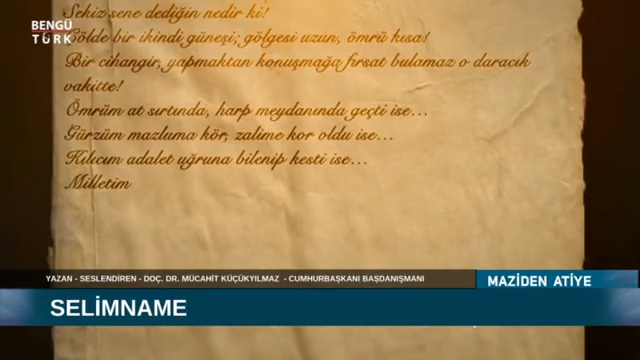 BENGÜ
TÜRK
Sekiz sene dediğin nedir ki!
Çölde bir ikindi güneşi; gölgesi uzun, ömrü kısa!
Bir cihangir, yapmaktan konuşmağa fırsat bulamaz o daracık
vakitte!
Ömrüm at sırtında, harp meydanında geçti ise...
Gürzüm mazluma kör, zalime kor oldu ise...
Kılıcım adalet uğruna bilenip kesti ise...
Milletim
YAZAN - SESLENDİREN - DOÇ. DR. MÜCAHİT KÜÇÜKYILMAZ - CUMHURBAŞKANI BAŞDANIŞMANI
MAZİDEN ATİYE
SELİMNAME